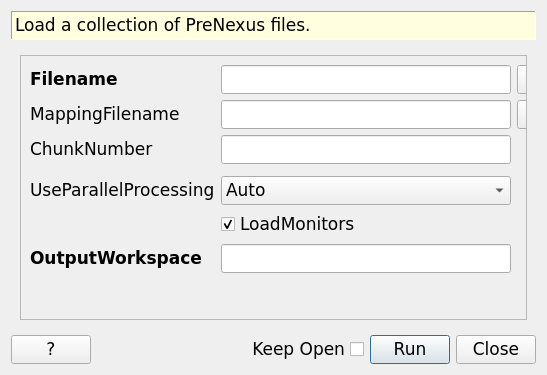 Load a collection of PreNexus files.
Filename
MappingFilename
ChunkNumber
UseParallelProcessing Auto
LoadMonitors
OutputWorkspace
? Keep Open Run Close